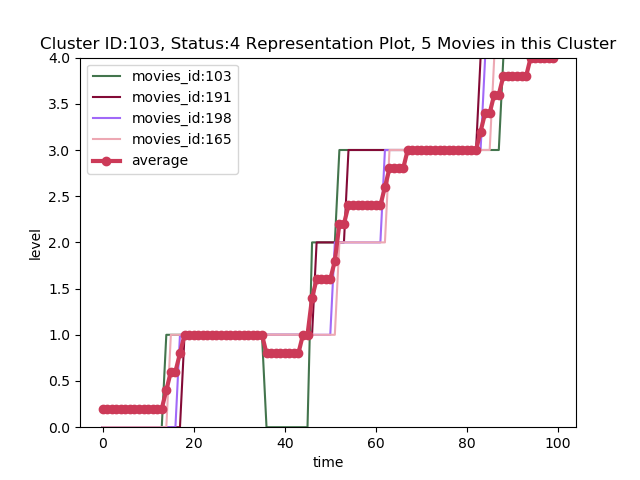 Cluster ID:103, Status:4 Representation Plot, 5 Movies in this Cluster
movies_id:103
movies_id:191
movies_id:198
movies_id:165
average
level
4.0
3.5
3.0
2.5
2.0
1.5
1.0
0.5
0.0
0 20 40 60 80 100
time